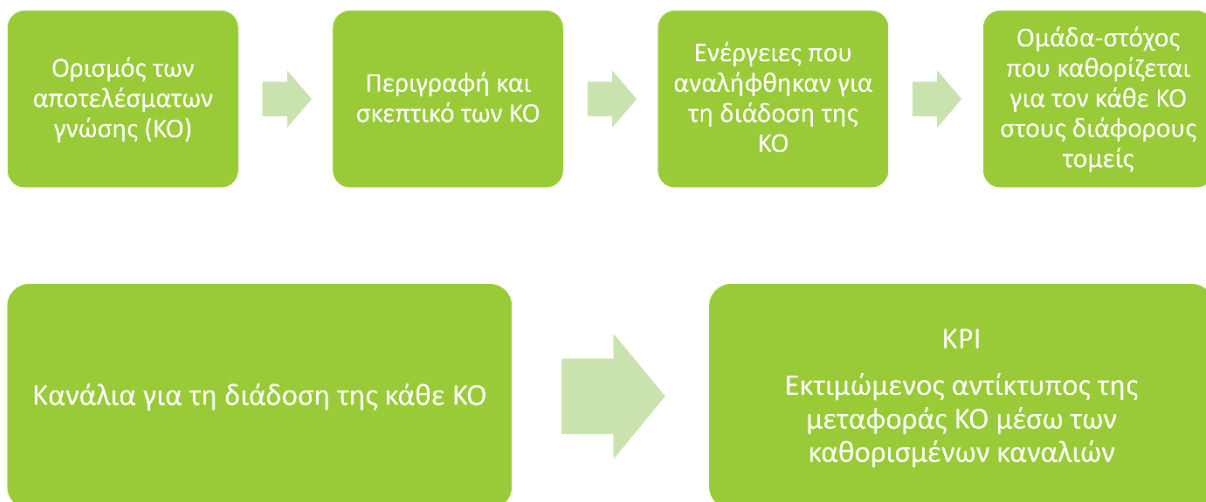 Ορισμός των
αποτελέσματων
γνώσης (ΚΟ)
Περιγραφή και
σκεπτικό των ΚΟ
Ενέργειες που
αναλήφθηκαν για
τη διάδοση της
ΚΟ
Ομάδα-στόχος
που καθορίζεται
για τον κάθε ΚΟ
στους διάφορους
τομείς
Κανάλια για τη διάδοση της κάθε ΚΟ
KPI
Εκτιμώμενος αντίκτυπος της
μεταφοράς ΚΟ μέσω των
καθορισμένων καναλιών